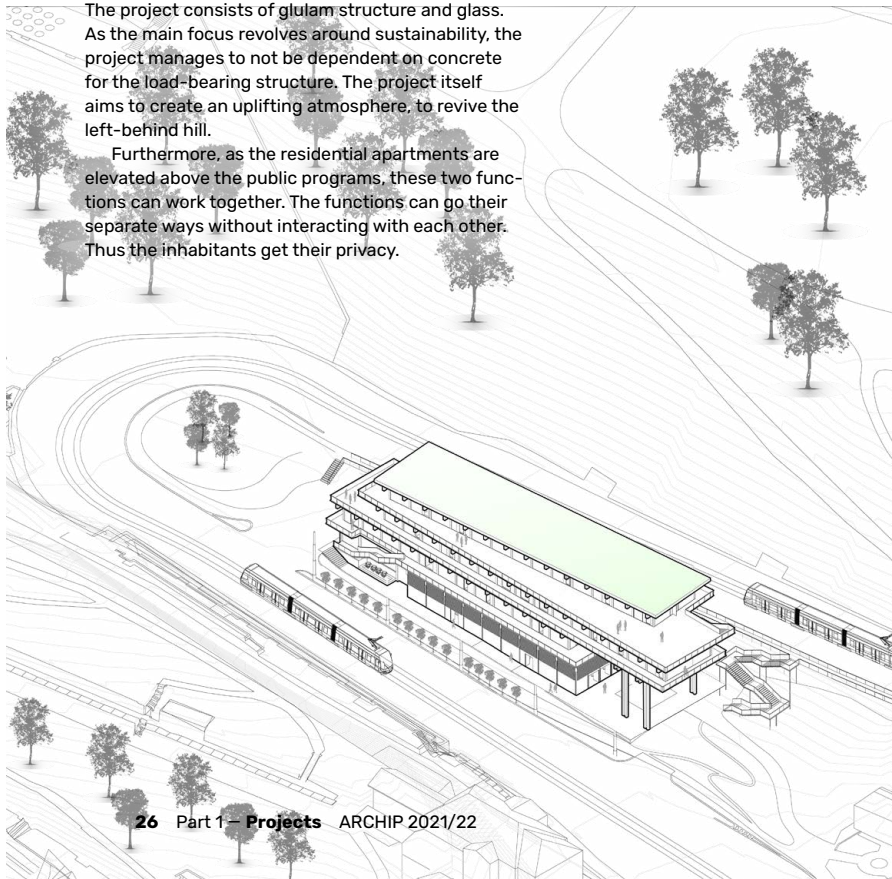 The project consists of glulam structure and glass.
As the main focus revolves around sustainability, the
project manages to not be dependent on concrete
for the load-bearing structure. The project itself
aims to create an uplifting atmosphere, to revive the
left-behind hill.
Furthermore, as the residential apartments are
elevated above the public programs, these two func-
tions can work together. The functions can go their
separate ways without interacting with each other.
Thus the inhabitants get their privacy.
26 Part 1 — Projects ARCHIP 2021/22